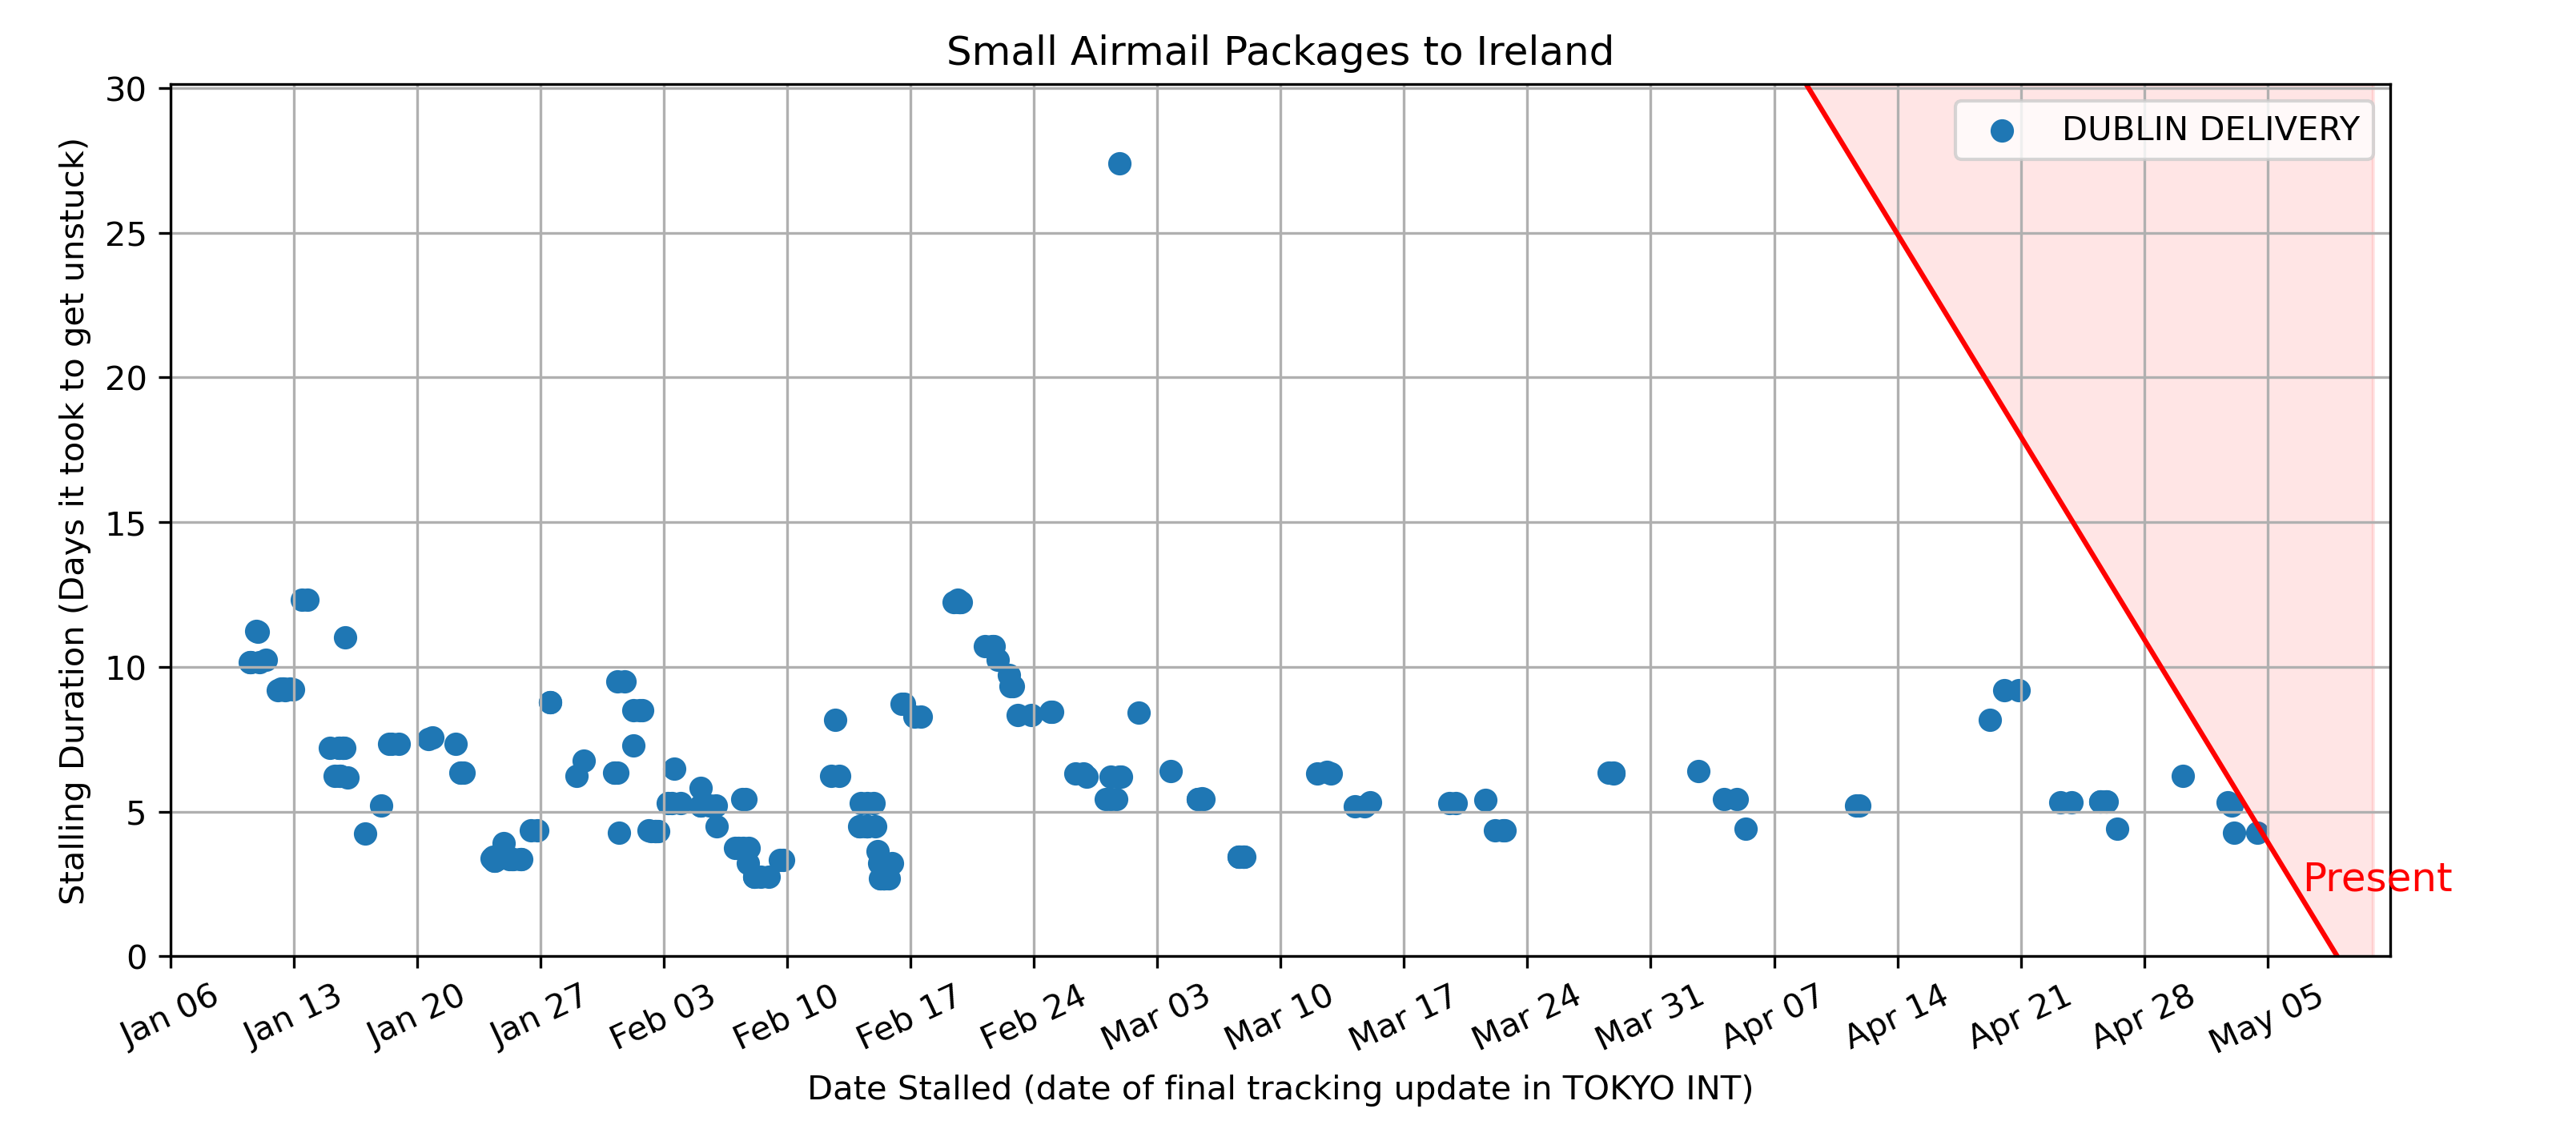 Small Airmail Packages to Ireland
Stalling Duration (Days it took to get unstuck)
30
25
20
15
10
5
0
DUBLIN DELIVERY
Present
Jan 06
Jan 13
Jan 20
Jan 27
Feb 03
Feb 10
Feb 17
Feb 24
Mar 03
Mar 10
Mar 17
Mar 24
Mar 31
Apr 07
Apr 14
Apr 21
Apr 28
May 05
Date Stalled (date of final tracking update in TOKYO INT)